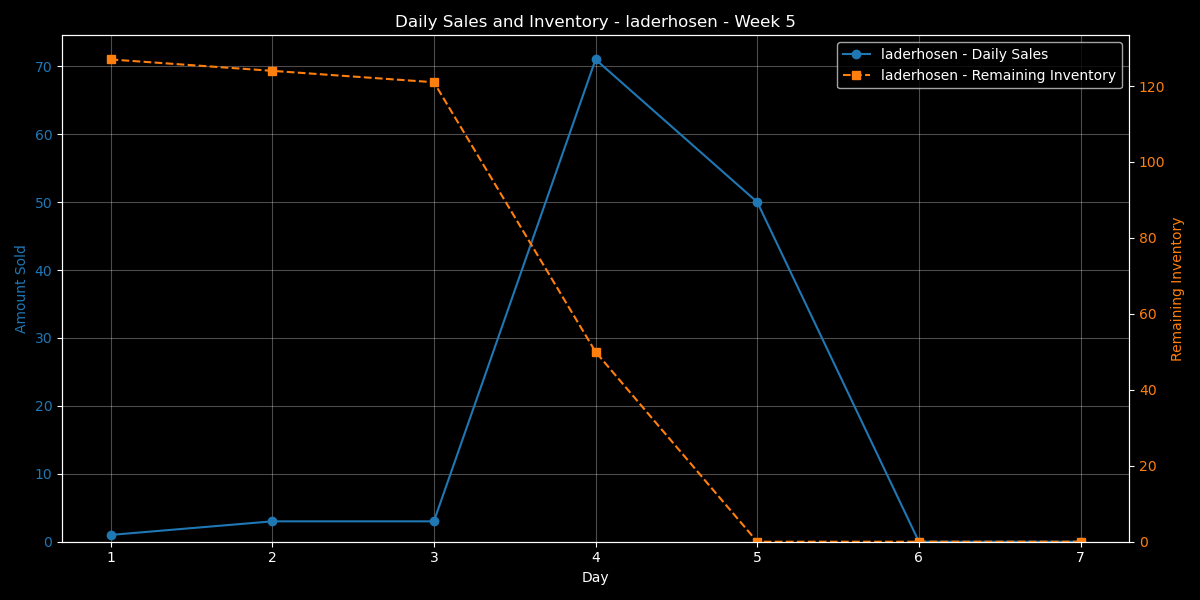 Daily Sales and Inventory - laderhosen - Week 5
laderhosen - Daily Sales
laderhosen - Remaining Inventory
Amount Sold
70
60
50
40
30
20
10
0
120
100
80
60
40
20
0
Remaining Inventory
1 2 3 4 5 6 7
Day